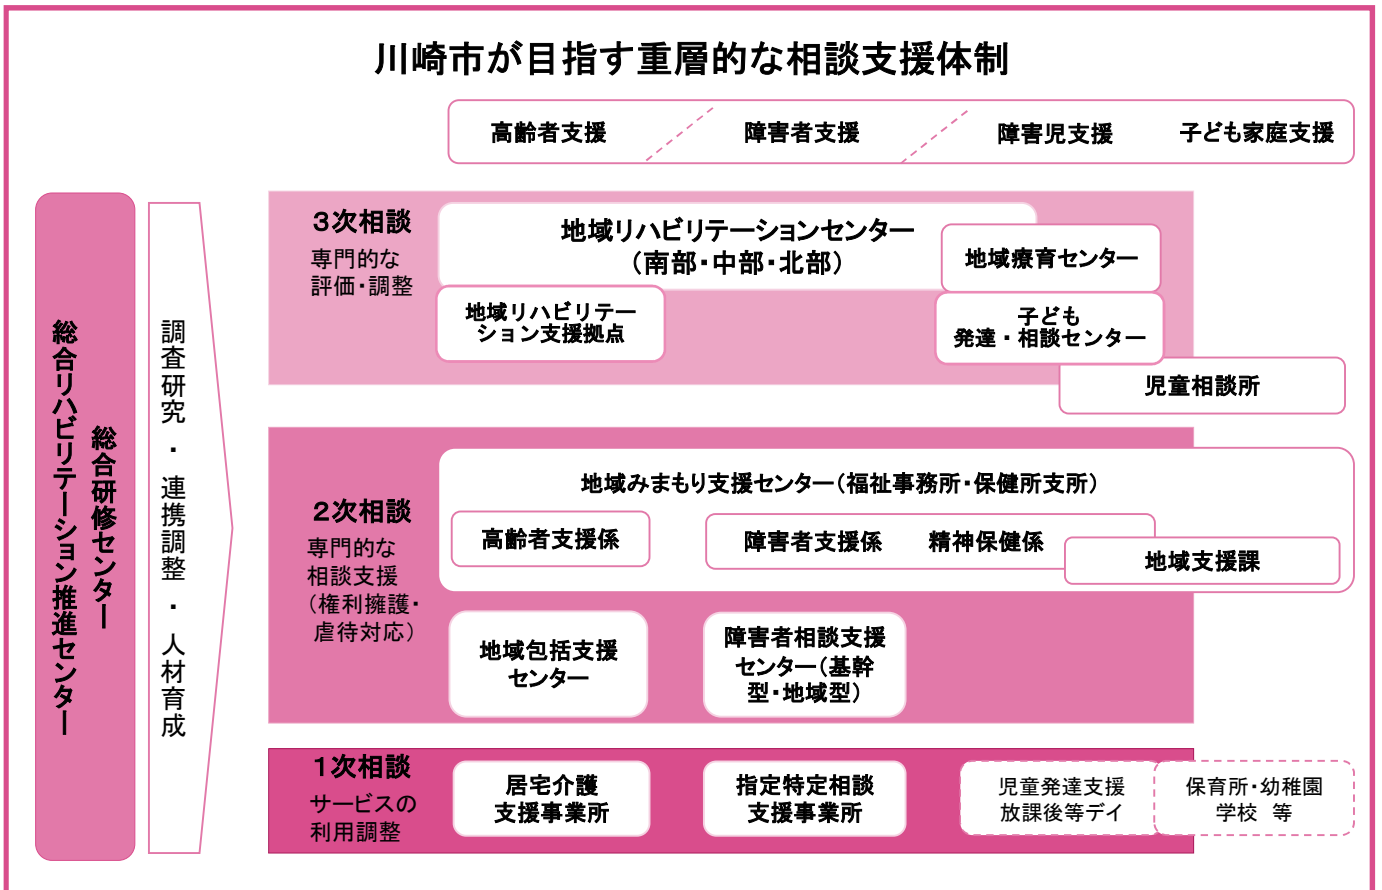 川崎市が目指す重層的な相談支援体制
高齢者支援
障害者支援
障害児支援
子ども家庭支援
総合リハビリテーション推進センター
総合研修センター
調査研究・連携調整・人材育成
3次相談
専門的な
評価・調整
地域リハビリテーションセンター
（南部・中部・北部）
地域療育センター
地域リハビリテー
ション支援拠点
子ども
発達・相談センター
児童相談所
2次相談
専門的な
相談支援
（権利擁護・
虐待対応）
地域みまもり支援センター（福祉事務所・保健所支所）
高齢者支援係
障害者支援係 精神保健係
地域支援課
地域包括支援
センター
障害者相談支援
センター（基幹
型・地域型）
1次相談
サービスの
利用調整
居宅介護
支援事業所
指定特定相談
支援事業所
児童発達支援
放課後等デイ
保育所・幼稚園
学校 等